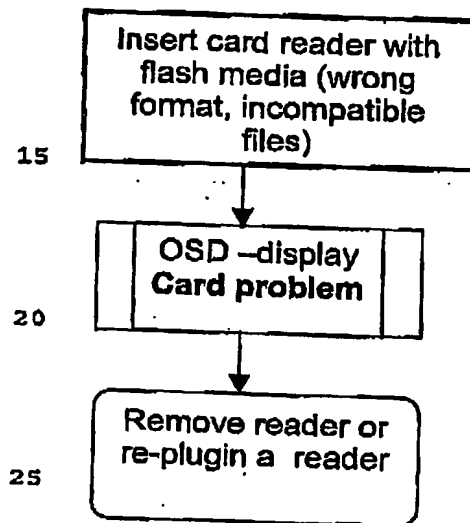 Insert card reader with
flash media (wrong
format, incompatible
files)
15
OSD –display
Card problem
20
Remove reader or
re-plugin a reader
25